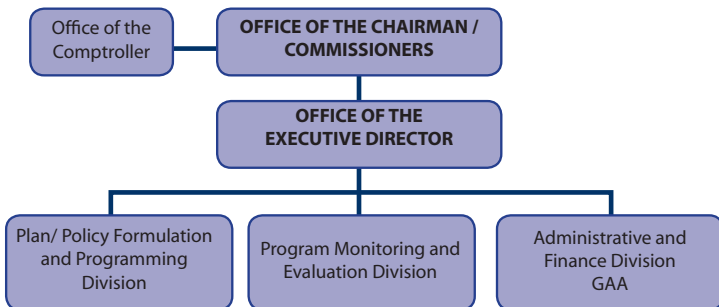 Office of the
Comptroller
OFFICE OF THE CHAIRMAN /
COMMISSIONERS
OFFICE OF THE
EXECUTIVE DIRECTOR
Plan/ Policy Formulation
and Programming
Division
Program Monitoring and
Evaluation Division
Administrative and
Finance Division
GAA